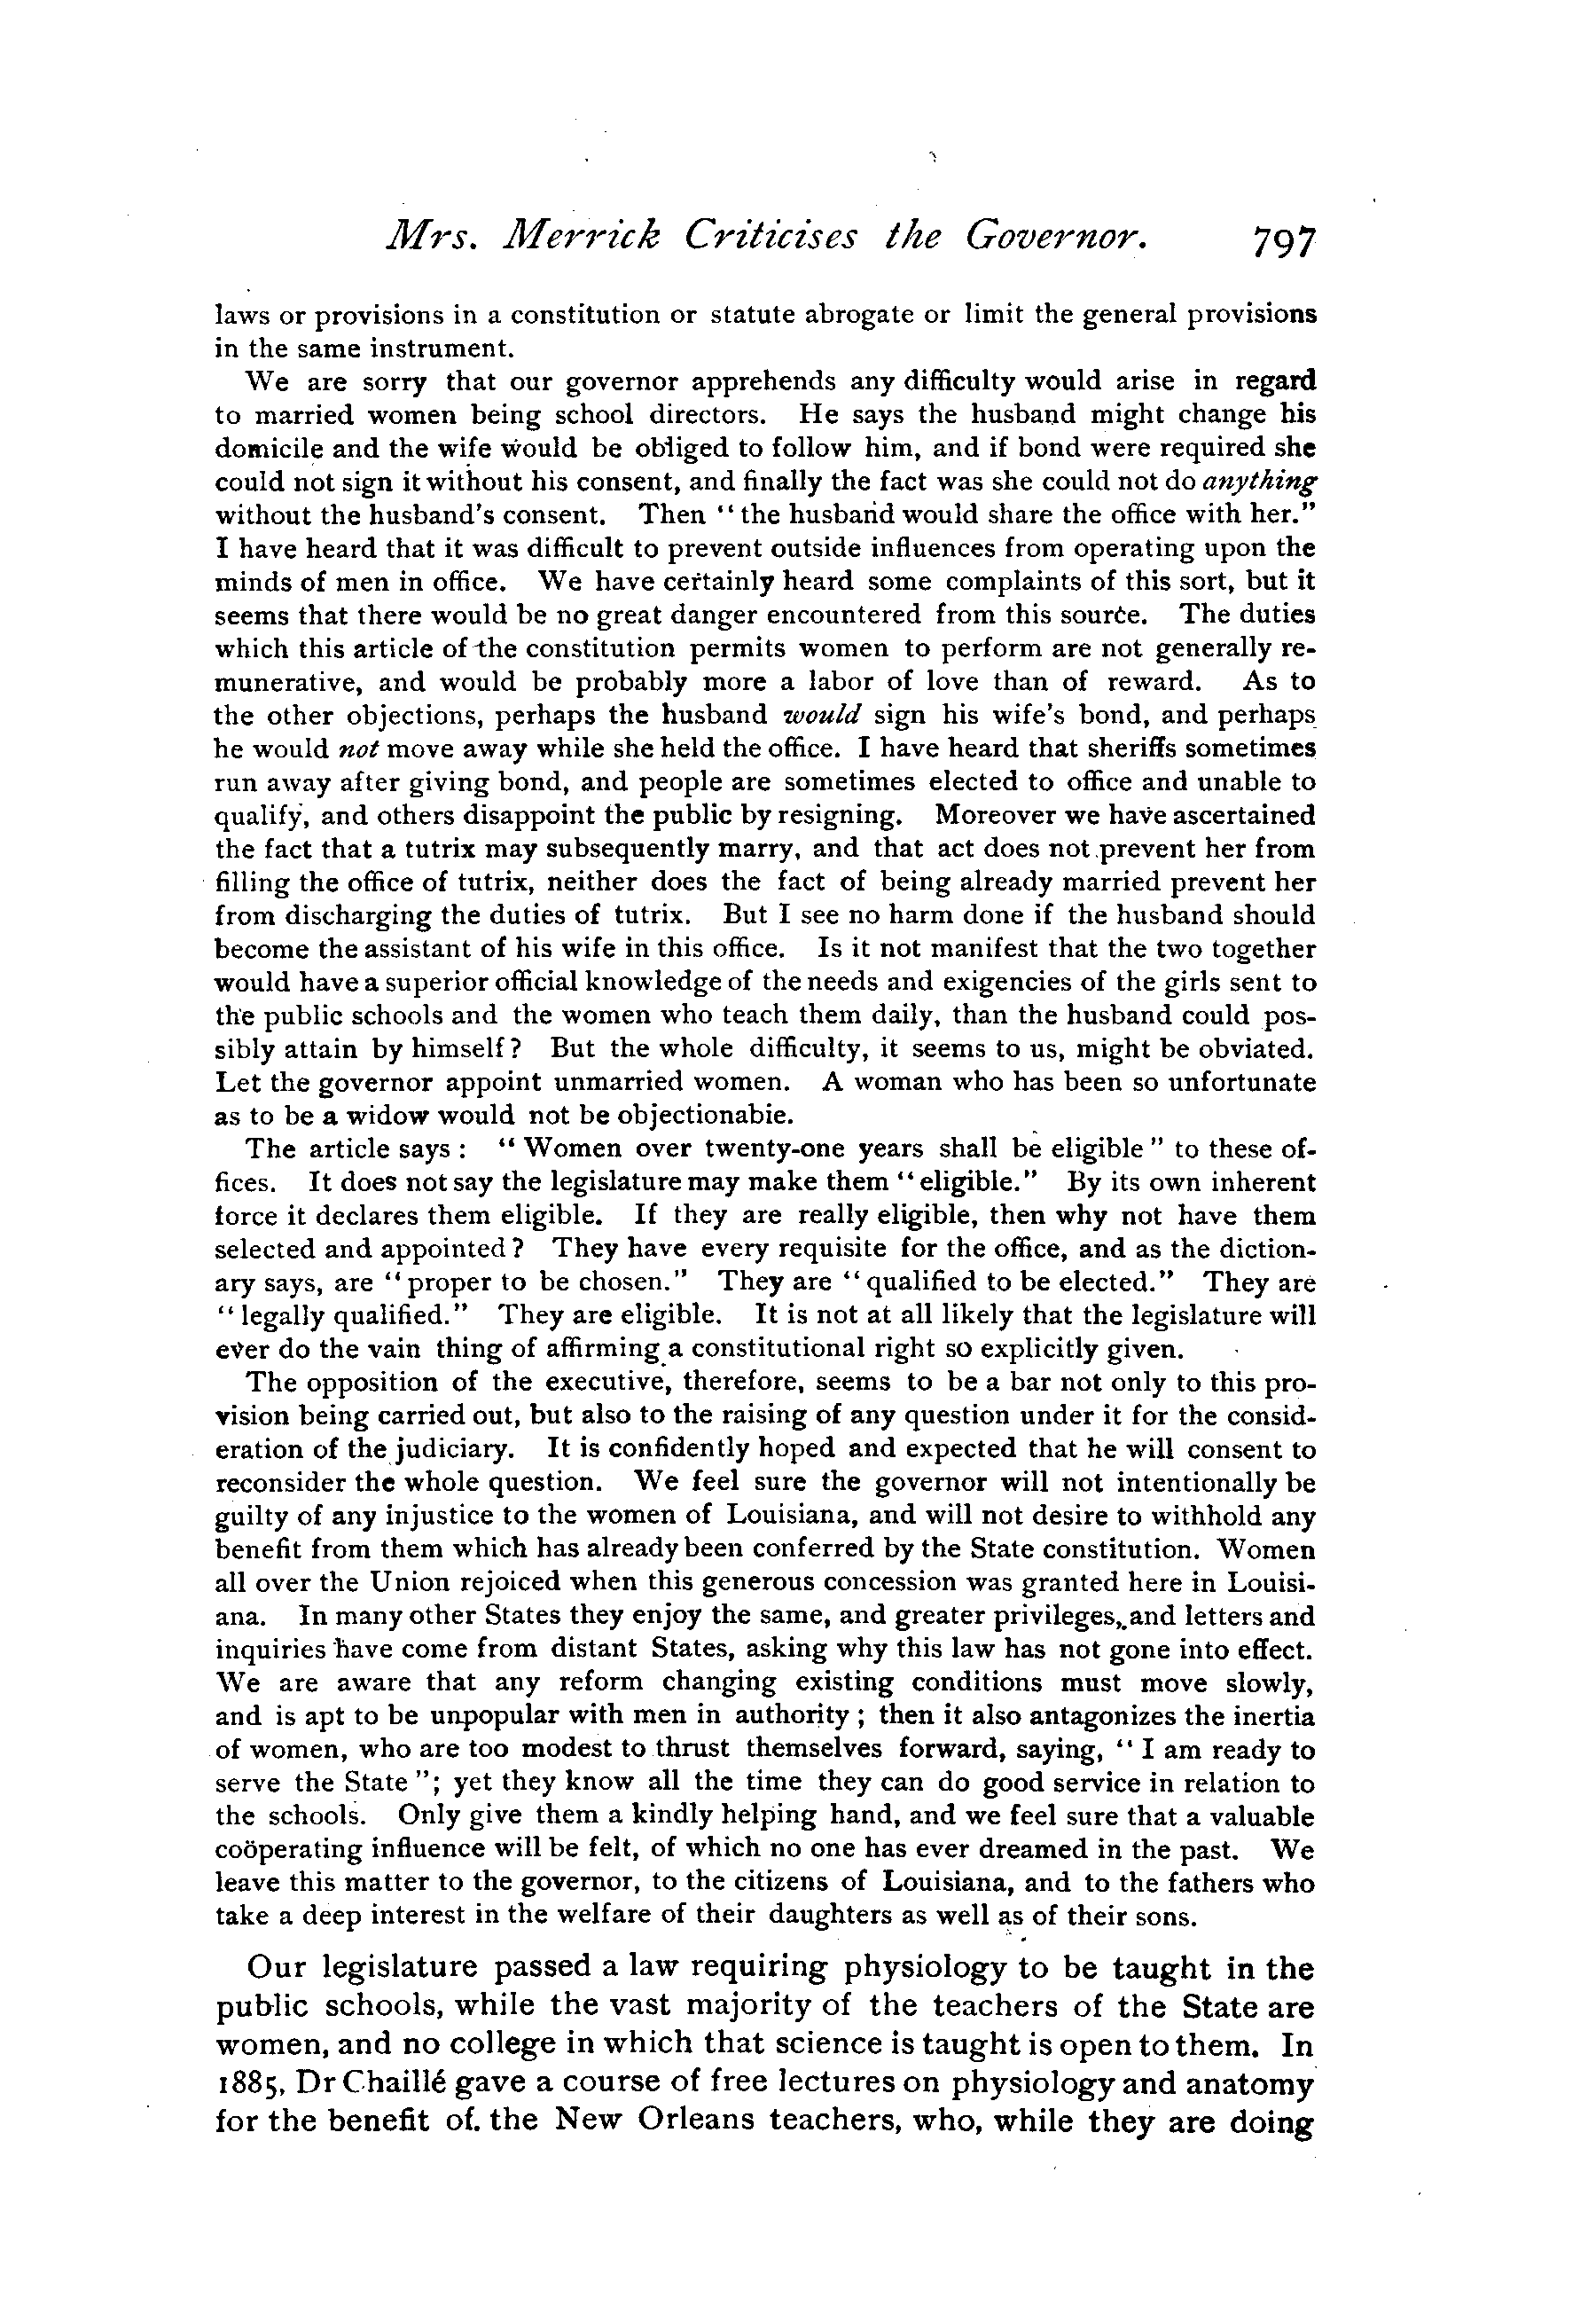 Mrs. Merrick Criticises the Governor. 797
laws or provisions in a constitution or statute abrogate or limit the general provisions
in the same instrument.
We are sorry that our governor apprehends any difficulty would arise in regard
to married women being school directors. He says the husband might change his
domicile and the wife would be obliged to follow him, and if bond were required she
could not sign it without his consent, and finally the fact was she could not do anything
without the husband's consent. Then "the husband would share the office with her."
I have heard that it was difficult to prevent outside influences from operating upon the
minds of men in office. We have certainly heard some complaints of this sort, but it
seems that there would be no great danger encountered from this source. The duties
which this article of the constitution permits women to perform are not generally re-
munerative, and would be probably more a labor of love than of reward. As to
the other objections, perhaps the husband would sign his wife's bond, and perhaps
he would not move away while she held the office. I have heard that sheriffs sometimes
run away after giving bond, and people are sometimes elected to office and unable to
qualify, and others disappoint the public by resigning. Moreover we have ascertained
the fact that a tutrix may subsequently marry, and that act does not prevent her from
filling the office of tutrix, neither does the fact of being already married prevent her
from discharging the duties of tutrix. But I see no harm done if the husband should
become the assistant of his wife in this office. Is it not manifest that the two together
would have a superior official knowledge of the needs and exigencies of the girls sent to
the public schools and the women who teach them daily, than the husband could pos-
sibly attain by himself? But the whole difficulty, it seems to us, might be obviated.
Let the governor appoint unmarried women. A woman who has been so unfortunate
as to be a widow would not be objectionabie.
The article says: "Women over twenty-one years shall be eligible" to these of-
fices. It does not say the legislature may make them "eligible." By its own inherent
force it declares them eligible. If they are really eligible, then why not have them
selected and appointed? They have every requisite for the office, and as the diction-
ary says, are "proper to be chosen." They are "qualified to be elected." They are
"legally qualified." They are eligible. It is not at all likely that the legislature will
ever do the vain thing of affirming a constitutional right so explicitly given.
The opposition of the executive, therefore, seems to be a bar not only to this pro-
vision being carried out, but also to the raising of any question under it for the consid-
eration of the judiciary. It is confidently hoped and expected that he will consent to
reconsider the whole question. We feel sure the governor will not intentionally be
guilty of any injustice to the women of Louisiana, and will not desire to withhold any
benefit from them which has already been conferred by the State constitution. Women
all over the Union rejoiced when this generous concession was granted here in Louisi-
ana. In many other States they enjoy the same, and greater privileges, and letters and
inquiries have come from distant States, asking why this law has not gone into effect.
We are aware that any reform changing existing conditions must move slowly,
and is apt to be unpopular with men in authority; then it also antagonizes the inertia
of women, who are too modest to thrust themselves forward, saying, "I am ready to
serve the State"; yet they know all the time they can do good service in relation to
the schools. Only give them a kindly helping hand, and we feel sure that a valuable
coöperating influence will be felt, of which no one has ever dreamed in the past. We
leave this matter to the governor, to the citizens of Louisiana, and to the fathers who
take a deep interest in the welfare of their daughters as well as of their sons.
Our legislature passed a law requiring physiology to be taught in the
public schools, while the vast majority of the teachers of the State are
women, and no college in which that science is taught is open to them. In
1885, Dr Chaillé gave a course of free lectures on physiology and anatomy
for the benefit of the New Orleans teachers, who, while they are doing